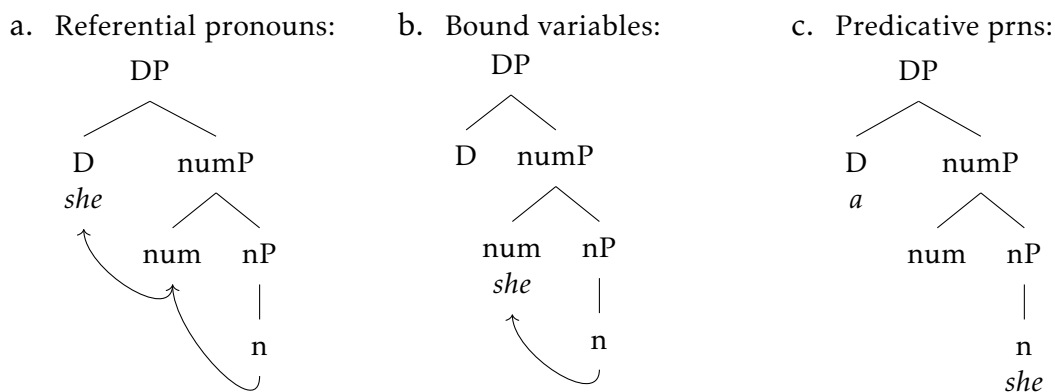 a. Referential pronouns: b. Bound variables: c. Predicative prns:
DP DP DP
D numP D numP D numP
she a
num nP num nP num nP
she
n n n
she